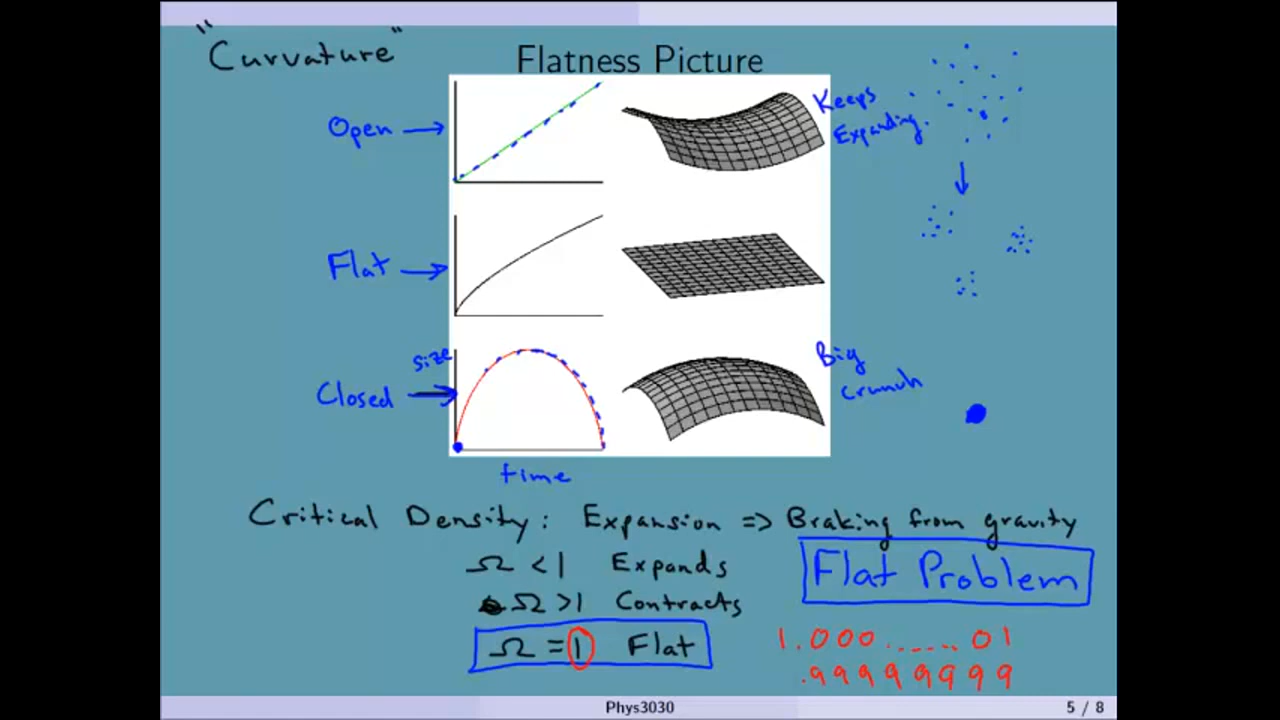 "Curvature"
Flatness Picture
Open
Keeps
Expanding.
Flat
size
Closed
Big
crunch
time
Critical Density: Expansion => Braking from gravity
Ω < 1 Expands
Flat Problem
Ω > 1 Contracts
Ω = 1 Flat
1.000......01
.99999999
Phys3030
5 / 8